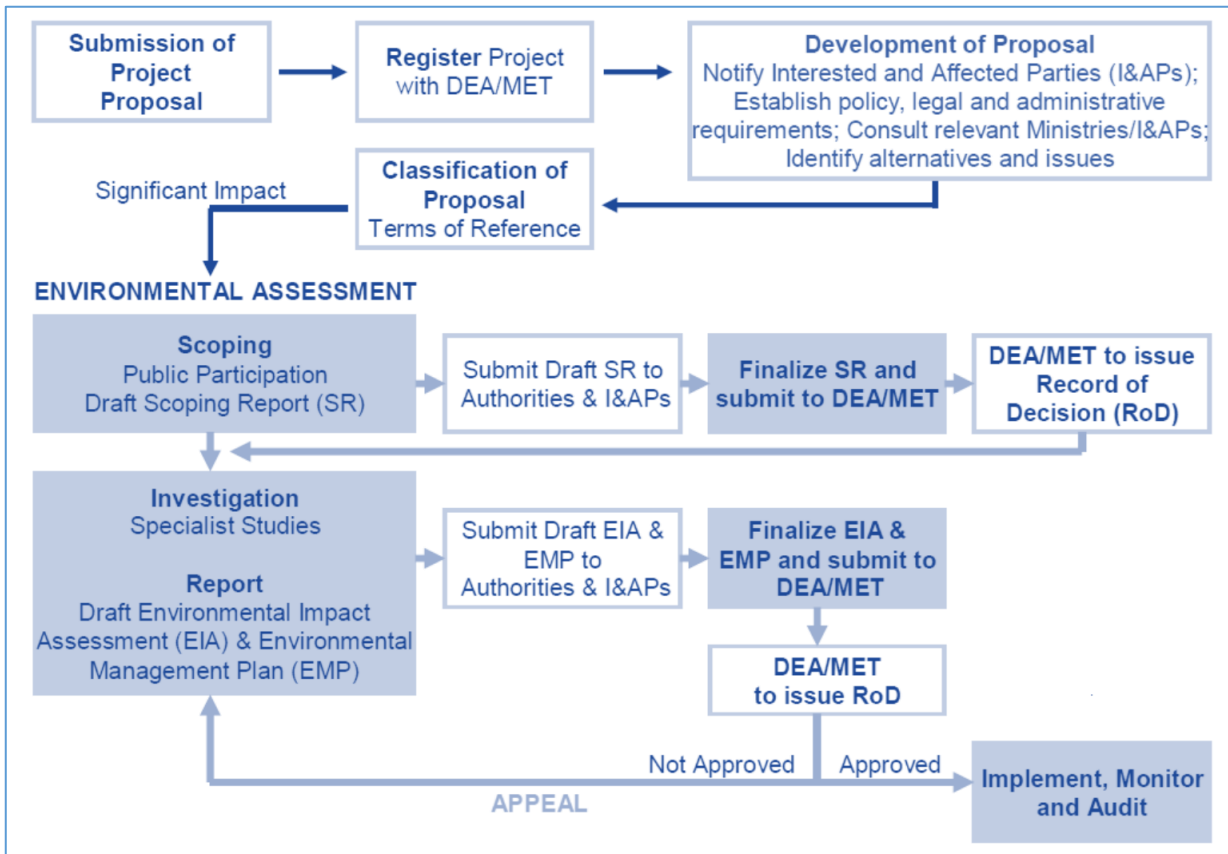 Submission of
Project
Proposal
Register Project
with DEA/MET
Development of Proposal
Notify Interested and Affected Parties (I&APs);
Establish policy, legal and administrative
requirements; Consult relevant Ministries/I&APs;
Identify alternatives and issues
Classification of
Proposal
Terms of Reference
Significant Impact
ENVIRONMENTAL ASSESSMENT
Scoping
Public Participation
Draft Scoping Report (SR)
Submit Draft SR to
Authorities & I&APs
Finalize SR and
submit to DEA/MET
DEA/MET to issue
Record of
Decision (RoD)
Investigation
Specialist Studies
Report
Draft Environmental Impact
Assessment (EIA) & Environmental
Management Plan (EMP)
Submit Draft EIA &
EMP to
Authorities & I&APs
Finalize EIA &
EMP and submit to
DEA/MET
DEA/MET
to issue RoD
Not Approved
Approved
APPEAL
Implement, Monitor
and Audit